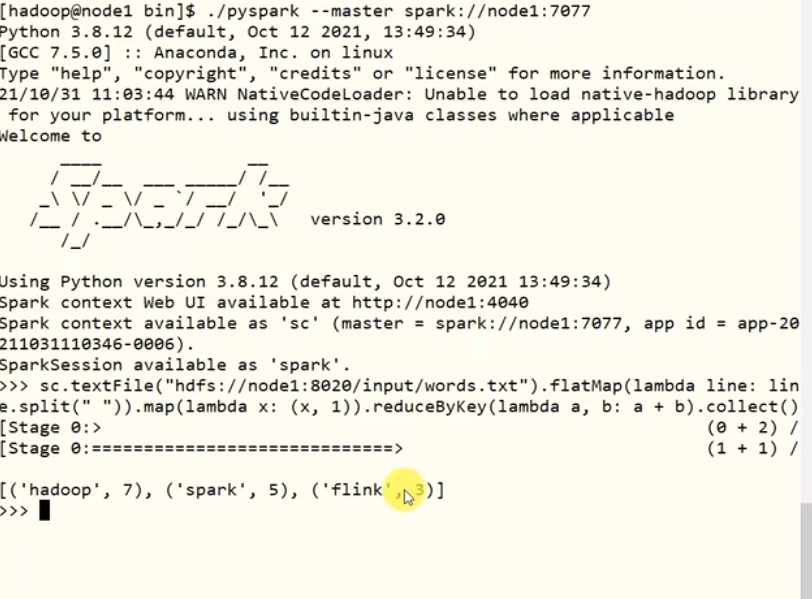 [hadoop@node1 bin]$ ./pyspark --master spark://node1:7077
Python 3.8.12 (default, Oct 12 2021, 13:49:34)
[GCC 7.5.0] :: Anaconda, Inc. on linux
Type "help", "copyright", "credits" or "license" for more information.
21/10/31 11:03:44 WARN NativeCodeLoader: Unable to load native-hadoop library
 for your platform... using builtin-java classes where applicable
Welcome to
      ____              __
     / __/__  ___ _____/ /__
    _\ \/ _ \/ _ `/ __/  '_/
   /__ / .__/\_,_/_/ /_/\_\   version 3.2.0
      /_/
Using Python version 3.8.12 (default, Oct 12 2021 13:49:34)
Spark context Web UI available at http://node1:4040
Spark context available as 'sc' (master = spark://node1:7077, app id = app-20
211031110346-0006).
SparkSession available as 'spark'.
>>> sc.textFile("hdfs://node1:8020/input/words.txt").flatMap(lambda line: lin
e.split(" ")).map(lambda x: (x, 1)).reduceByKey(lambda a, b: a + b).collect()
[Stage 0:>                                                          (0 + 2) /
[Stage 0:=============================>                             (1 + 1) /
[('hadoop', 7), ('spark', 5), ('flink', 3)]
>>>